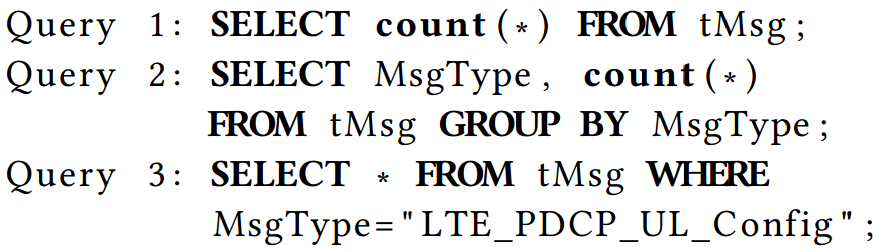 Query 1: SELECT count(*) FROM tMsg;
Query 2: SELECT MsgType, count(*)
FROM tMsg GROUP BY MsgType;
Query 3: SELECT * FROM tMsg WHERE
MsgType="LTE_PDCP_UL_Config";